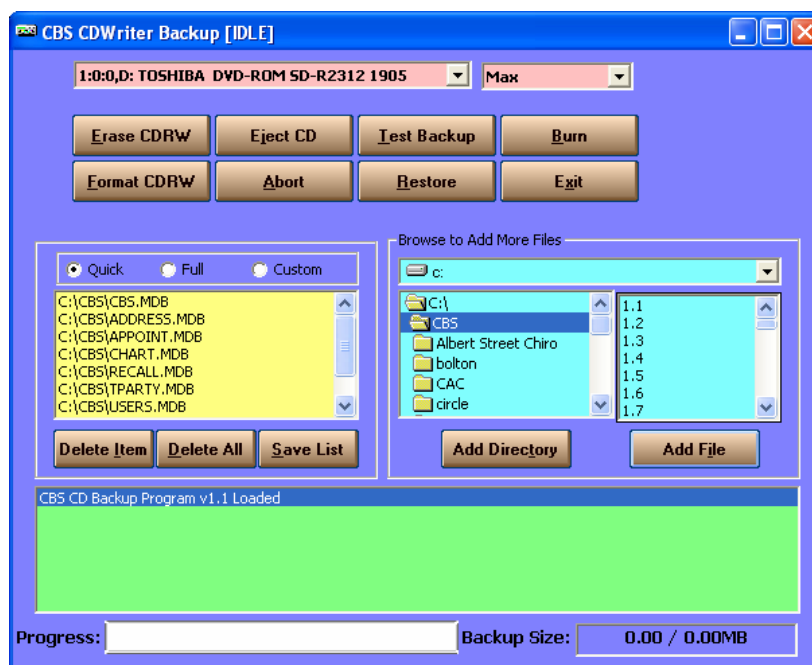 CBS CDWriter Backup [IDLE]
1:0:0,D: TOSHIBA DVD-ROM SD-R2312 1905
Max
Erase CDRW
Eject CD
Test Backup
Burn
Format CDRW
Abort
Restore
Exit
Quick
Full
Custom
C:\CBS\CBS.MDB
C:\CBS\ADDRESS.MDB
C:\CBS\APPOINT.MDB
C:\CBS\CHART.MDB
C:\CBS\RECALL.MDB
C:\CBS\TPARTY.MDB
C:\CBS\USERS.MDB
Delete Item
Delete All
Save List
Browse to Add More Files
c:
C:\
CBS
Albert Street Chiro
bolton
CAC
circle
1.1
1.2
1.3
1.4
1.5
1.6
1.7
Add Directory
Add File
CBS CD Backup Program v1.1 Loaded
Progress:
Backup Size:
0.00 / 0.00MB